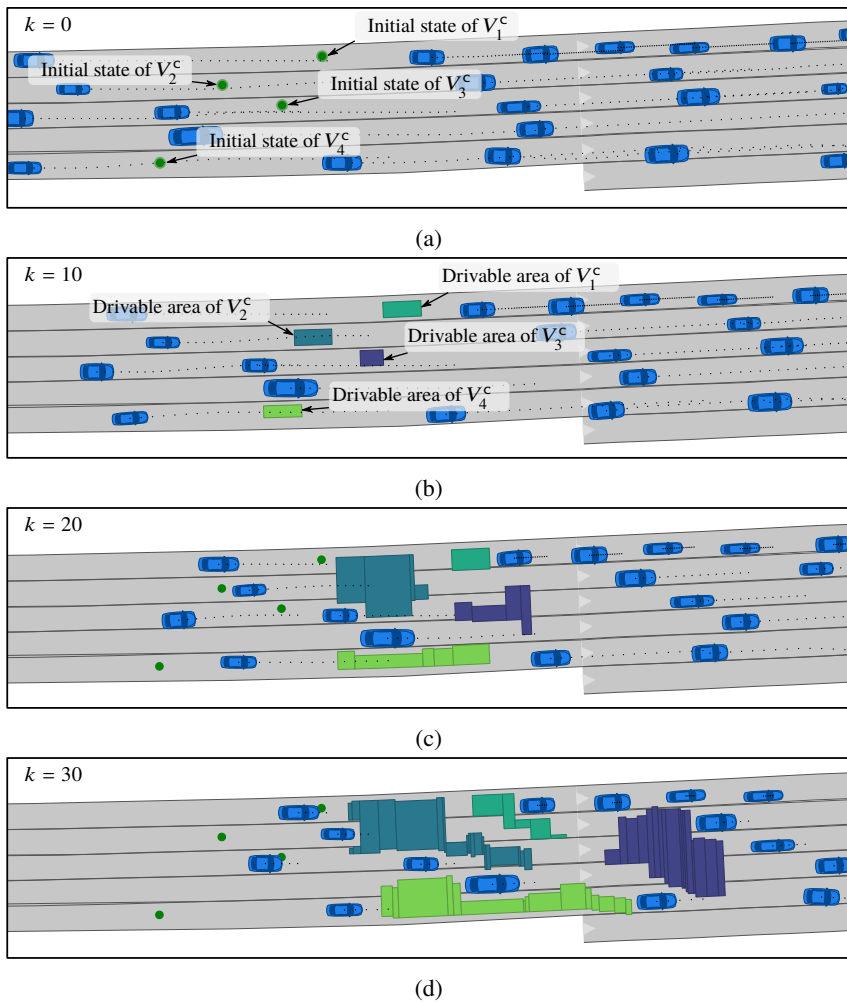 k = 0
Initial state of V₁ᶜ
Initial state of V₂ᶜ
Initial state of V₃ᶜ
Initial state of V₄ᶜ
(a)
k = 10
Drivable area of V₁ᶜ
Drivable area of V₂ᶜ
Drivable area of V₃ᶜ
Drivable area of V₄ᶜ
(b)
k = 20
(c)
k = 30
(d)